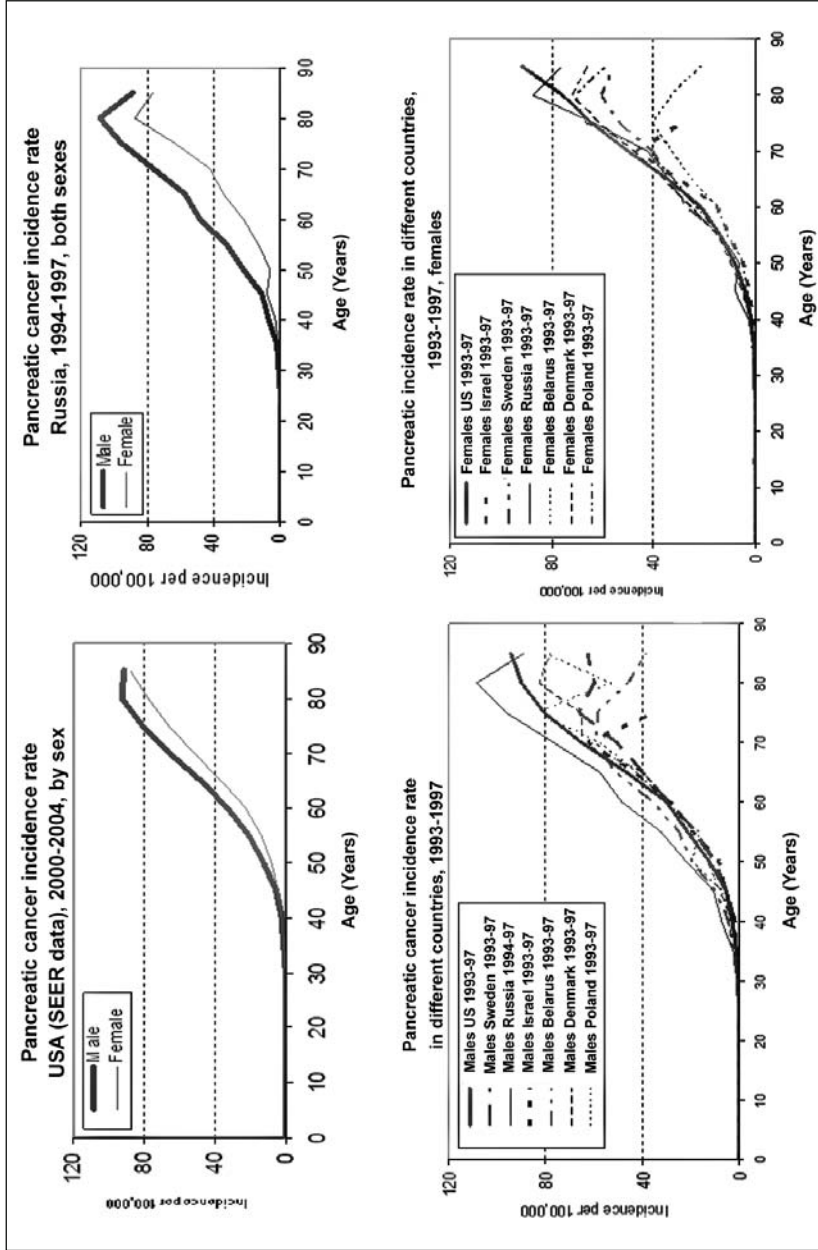 Pancreatic cancer incidence rate
USA (SEER data), 2000-2004, by sex
Male
Female
Incidence per 100,000
120
80
40
0
0 10 20 30 40 50 60 70 80 90
Age (Years)
Pancreatic cancer incidence rate
Russia, 1994-1997, both sexes
Male
Female
Incidence per 100,000
120
80
40
0
0 10 20 30 40 50 60 70 80 90
Age (Years)
Pancreatic cancer incidence rate
in different countries, 1993-1997
Males US 1993-97
Males Sweden 1993-97
Males Russia 1994-97
Males Israel 1993-97
Males Belarus 1993-97
Males Denmark 1993-97
Males Poland 1993-97
Incidence per 100,000
120
80
40
0
0 10 20 30 40 50 60 70 80 90
Age (Years)
Pancreatic incidence rate in different countries,
1993-1997, females
Females US 1993-97
Females Israel 1993-97
Females Sweden 1993-97
Females Russia 1993-97
Females Belarus 1993-97
Females Denmark 1993-97
Females Poland 1993-97
Incidence per 100,000
120
80
40
0
0 10 20 30 40 50 60 70 80 90
Age (Years)